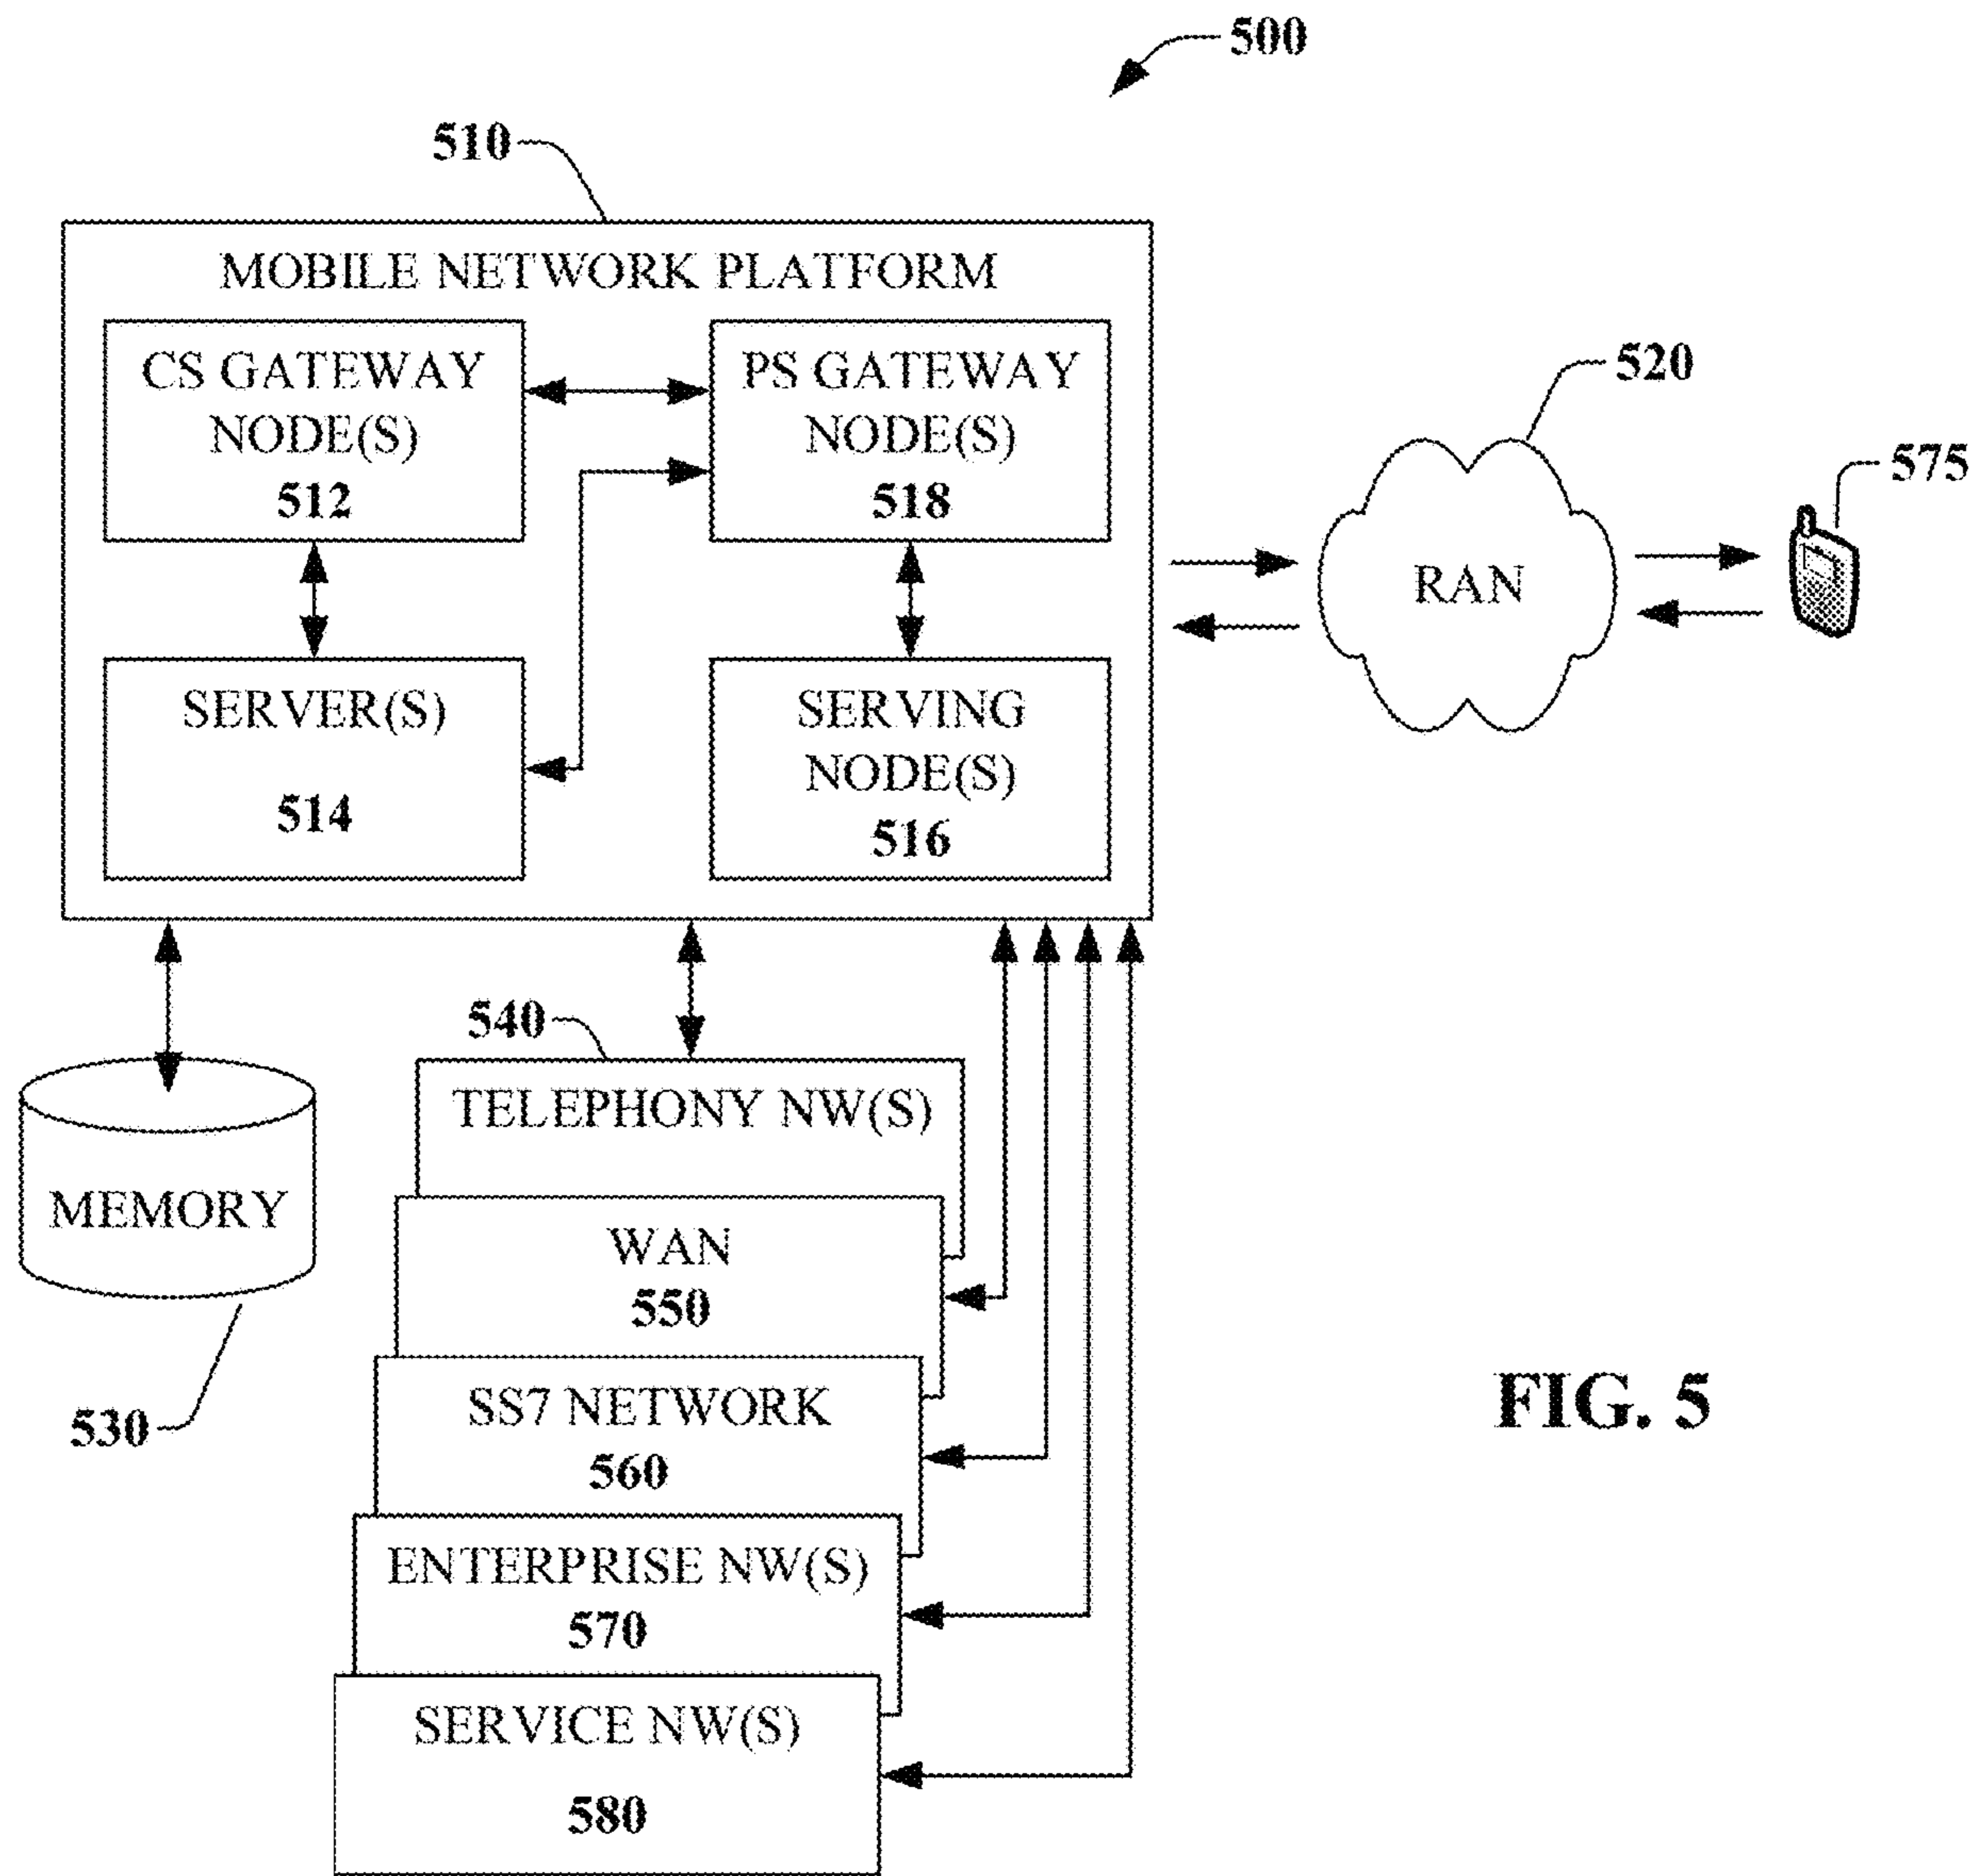 500
510
MOBILE NETWORK PLATFORM
CS GATEWAY
NODE(S)
512
PS GATEWAY
NODE(S)
518
SERVER(S)
514
SERVING
NODE(S)
516
520
RAN
575
540
TELEPHONY NW(S)
MEMORY
530
WAN
550
SS7 NETWORK
560
ENTERPRISE NW(S)
570
SERVICE NW(S)
580
FIG. 5